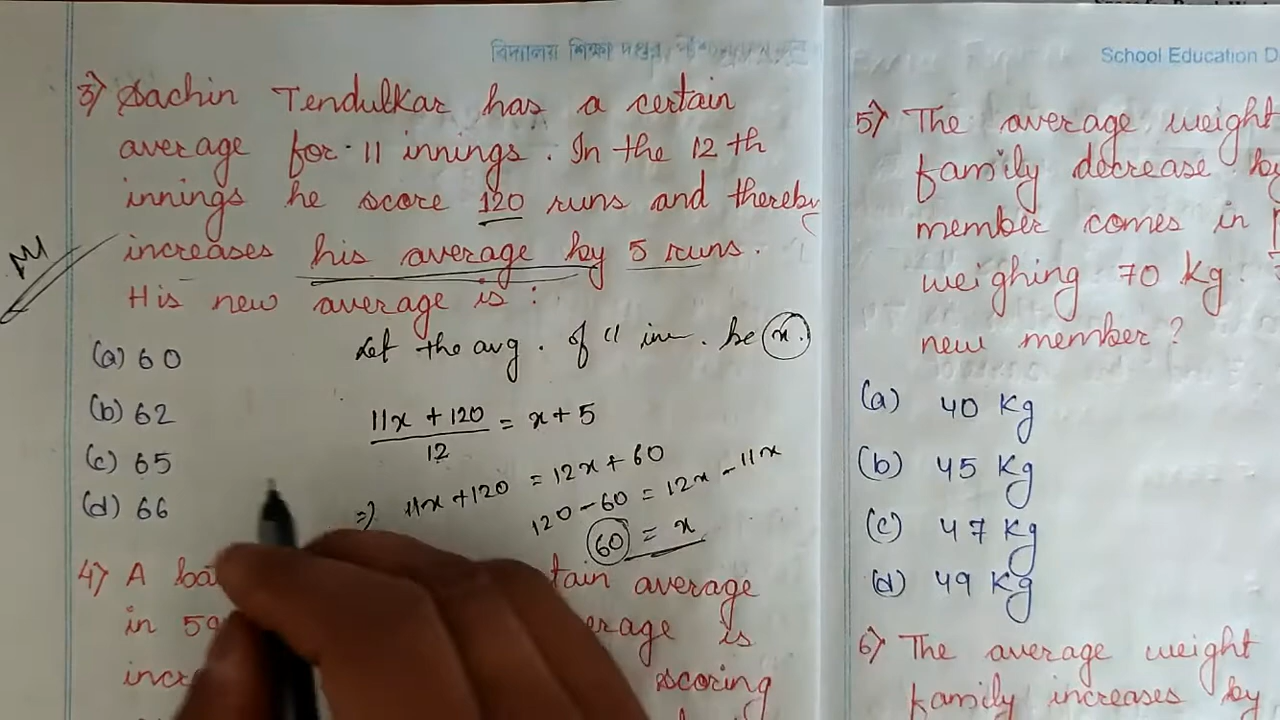 विद्यालय शिक्षा
School Education D
3) Sachin Tendulkar has a certain
average for 11 innings. In the 12 th
innings he score 120 runs and thereby
increases his average by 5 runs.
His new average is :
(a) 60
(b) 62
(c) 65
(d) 66
Let the avg. of 11 inn. be x.
11x + 120
12
= x + 5
=> 11x + 120 = 12x + 60
120 - 60 = 12x - 11x
60 = x
4) A
tain average
in 59
erage is
incr
scoring
5) The average weight
family decrease by
member comes in
weighing 70 kg.
new member ?
(a) 40 Kg
(b) 45 Kg
(c) 47 Kg
(d) 49 Kg
6) The average weight
family increases by